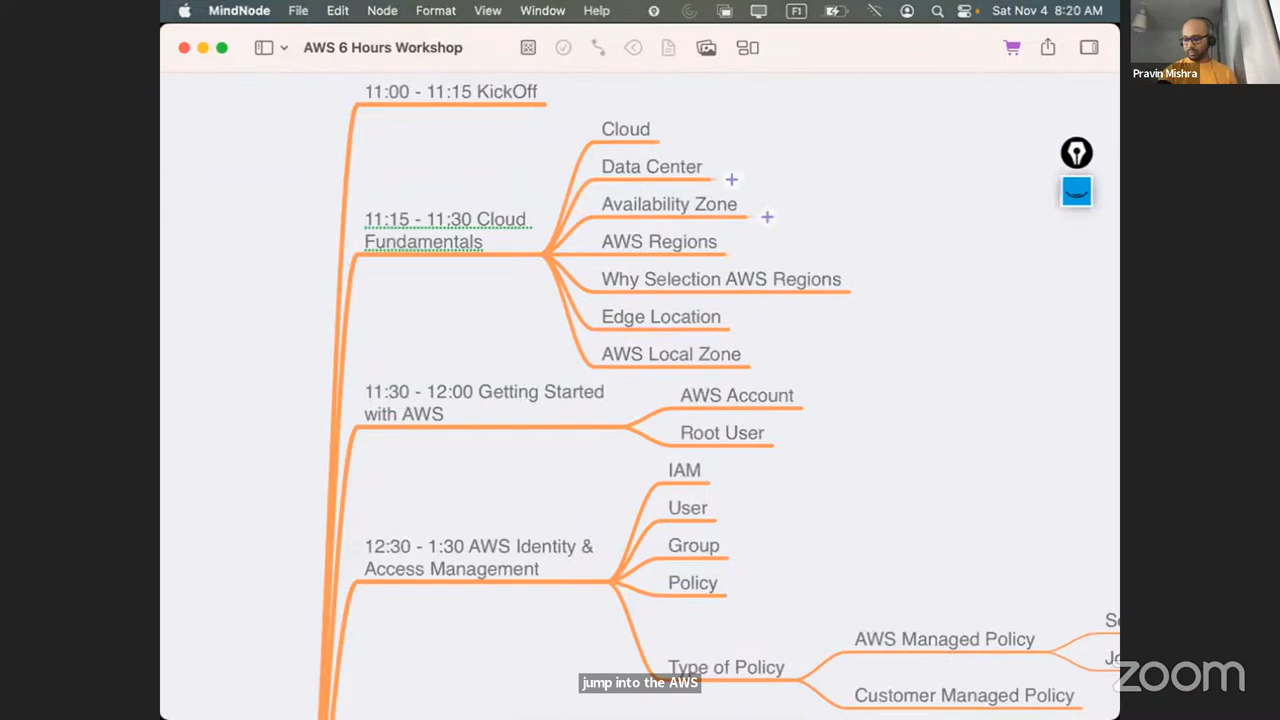 MindNode File Edit Node Format View Window Help Sat Nov 4 8:20 AM
AWS 6 Hours Workshop
Pravin Mishra
11:00 - 11:15 KickOff
11:15 - 11:30 Cloud
Fundamentals
Cloud
Data Center
Availability Zone
AWS Regions
Why Selection AWS Regions
Edge Location
AWS Local Zone
11:30 - 12:00 Getting Started
with AWS
AWS Account
Root User
12:30 - 1:30 AWS Identity &
Access Management
IAM
User
Group
Policy
Type of Policy
AWS Managed Policy
Customer Managed Policy
jump into the AWS
zoom